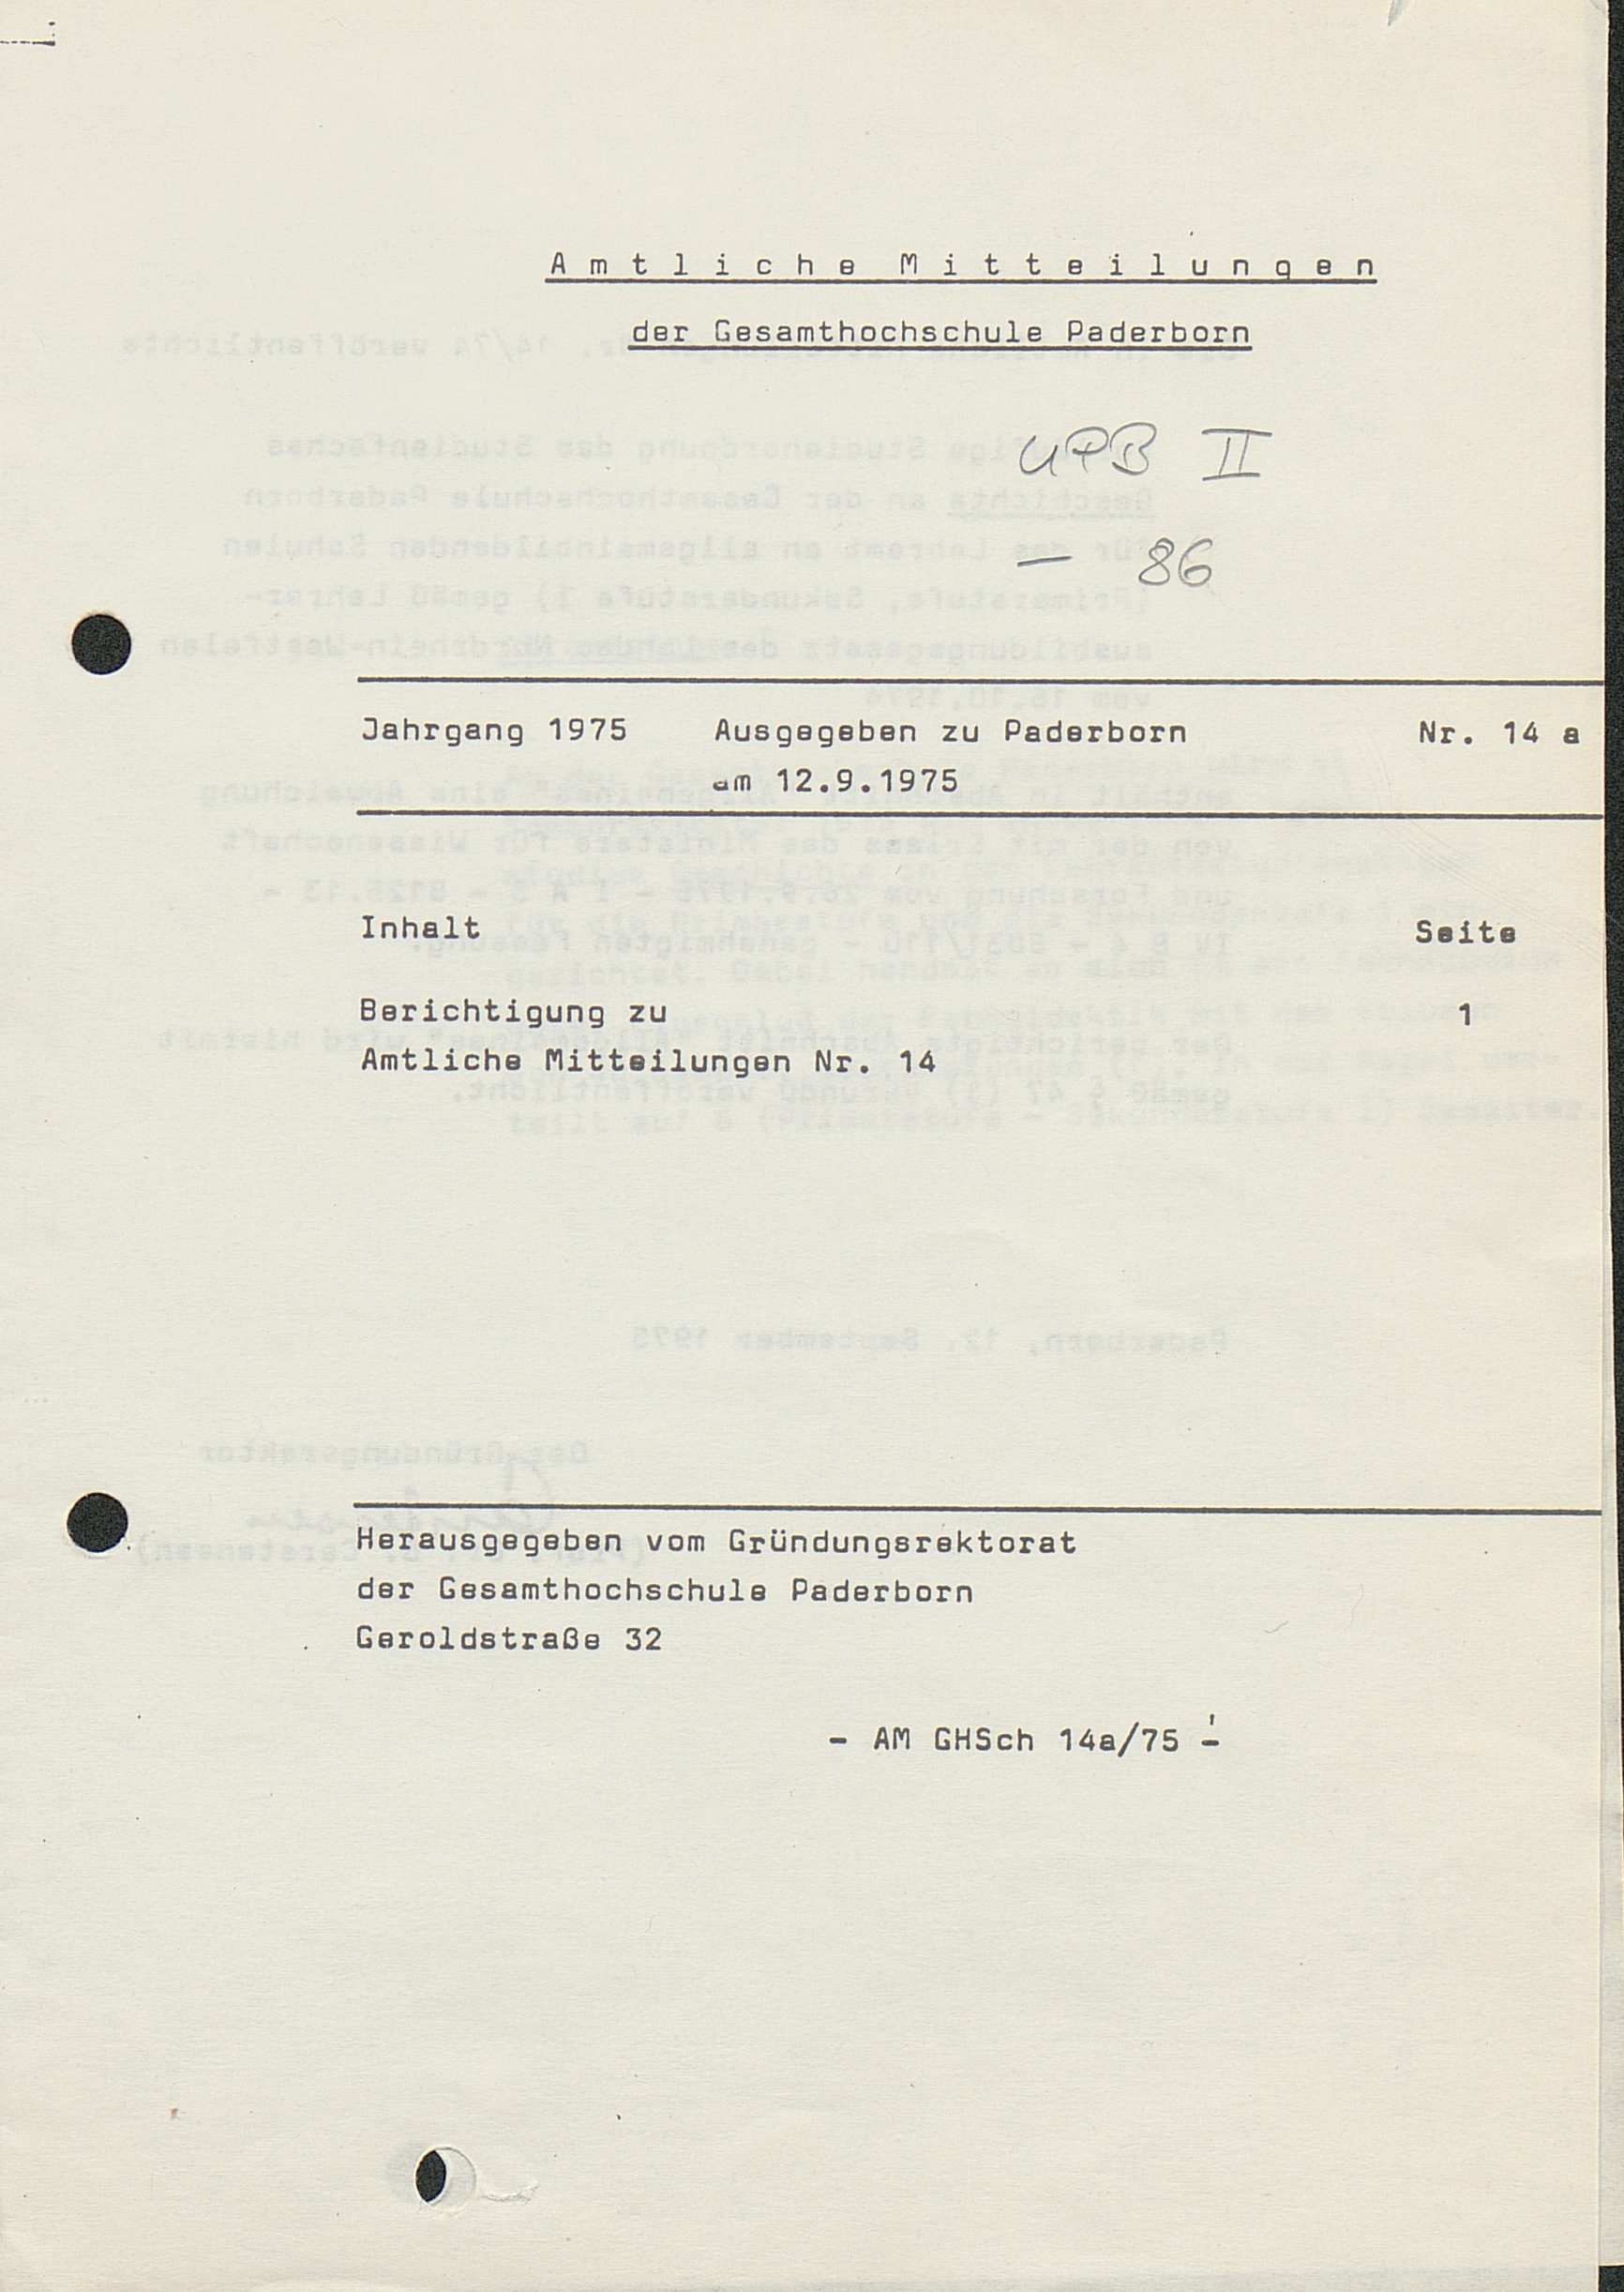 Amtliche Mitteilungen
der Gesamthochschule Paderborn
UPB II
— 86
Jahrgang 1975 Ausgegeben zu Paderborn Nr. 14 a
am 12.9.1975
Inhalt Seite
Berichtigung zu 1
Amtliche Mitteilungen Nr. 14
Herausgegeben vom Gründungsrektorat
der Gesamthochschule Paderborn
Geroldstraße 32
- AM GHSch 14a/75 -